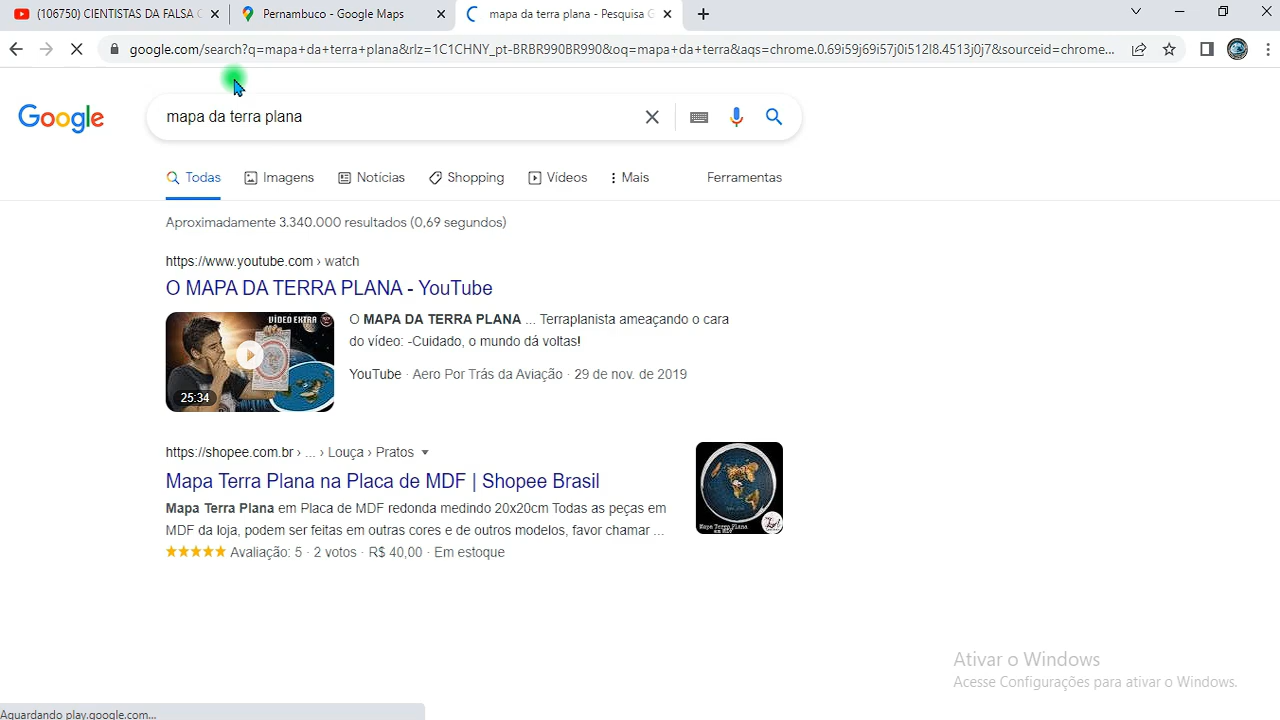 (106750) CIENTISTAS DA FALSA C
Pernambuco - Google Maps
mapa da terra plana - Pesquisa G
google.com/search?q=mapa+da+terra+plana&rlz=1C1CHNY_pt-BRBR990BR990&oq=mapa+da+terra&aqs=chrome.0.69i59j69i57j0i512l8.4513j0j7&sourceid=chrome...
Google
mapa da terra plana
Todas
Imagens
Notícias
Shopping
Vídeos
Mais
Ferramentas
Aproximadamente 3.340.000 resultados (0,69 segundos)
https://www.youtube.com › watch
O MAPA DA TERRA PLANA - YouTube
VÍDEO EXTRA
25:34
O MAPA DA TERRA PLANA ... Terraplanista ameaçando o cara
do vídeo: -Cuidado, o mundo dá voltas!
YouTube · Aero Por Trás da Aviação · 29 de nov. de 2019
https://shopee.com.br › ... › Louça › Pratos
Mapa Terra Plana na Placa de MDF | Shopee Brasil
Mapa Terra Plana em Placa de MDF redonda medindo 20x20cm Todas as peças em
MDF da loja, podem ser feitas em outras cores e de outros modelos, favor chamar ...
Avaliação: 5 · 2 votos · R$ 40,00 · Em estoque
Mapa Terra Plana
em MDF
Ativar o Windows
Acesse Configurações para ativar o Windows.
Aguardando play.google.com...